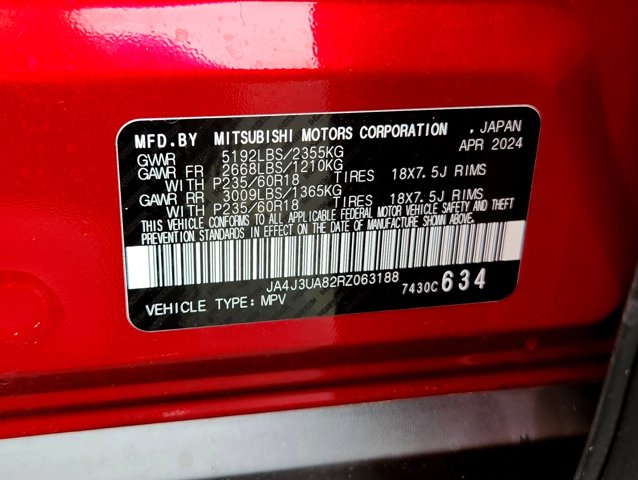 MFD.BY MITSUBISHI MOTORS CORPORATION , JAPAN
GVWR 5192LBS/2355KG APR 2024
GAWR FR 2668LBS/1210KG
WITH P235/60R18 TIRES 18X7.5J RIMS
GAWR RR 3009LBS/1365KG
WITH P235/60R18 TIRES 18X7.5J RIMS
THIS VEHICLE CONFORMS TO ALL APPLICABLE FEDERAL MOTOR VEHICLE SAFETY AND THEFT
PREVENTION STANDARDS IN EFFECT ON THE DATE OF MANUFACTURE SHOWN ABOVE.
JA4J3UA82RZ063188
7430C 634
VEHICLE TYPE: MPV